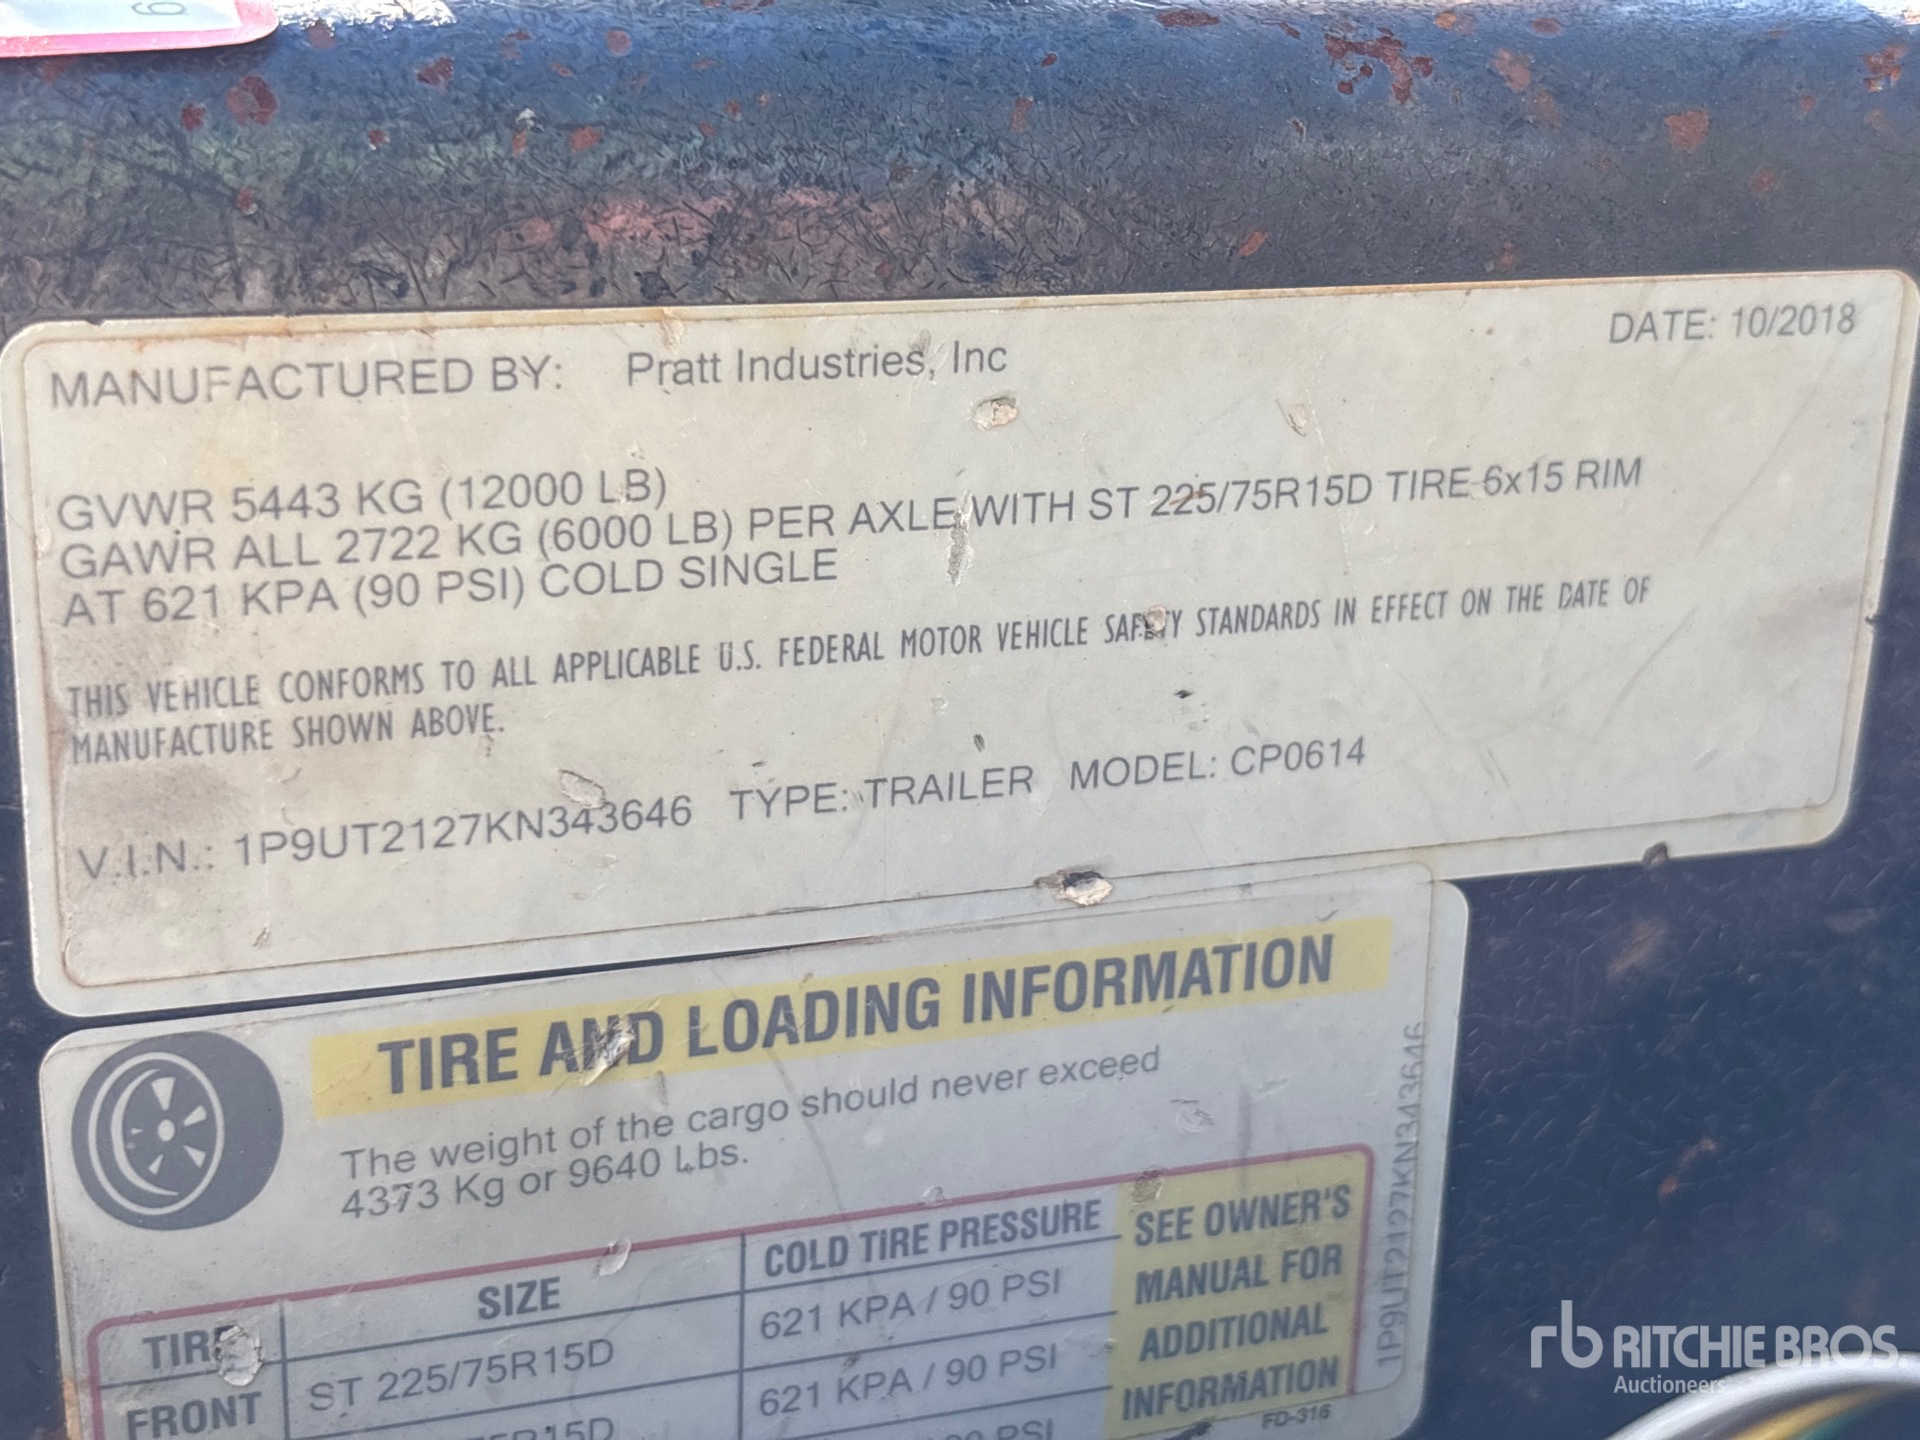 MANUFACTURED BY: Pratt Industries, Inc
DATE: 10/2018
GVWR 5443 KG (12000 LB)
GAWR ALL 2722 KG (6000 LB) PER AXLE WITH ST 225/75R15D TIRE 6x15 RIM
AT 621 KPA (90 PSI) COLD SINGLE
THIS VEHICLE CONFORMS TO ALL APPLICABLE U.S. FEDERAL MOTOR VEHICLE SAFETY STANDARDS IN EFFECT ON THE DATE OF
MANUFACTURE SHOWN ABOVE.
V.I.N.: 1P9UT2127KN343646 TYPE: TRAILER MODEL: CP0614
TIRE AND LOADING INFORMATION
The weight of the cargo should never exceed
4373 Kg or 9640 Lbs.
TIRE SIZE COLD TIRE PRESSURE
FRONT ST 225/75R15D 621 KPA / 90 PSI
621 KPA / 90 PSI
SEE OWNER'S
MANUAL FOR
ADDITIONAL
INFORMATION
FD-316
1P9UT2127KN343646
rb RITCHIE BROS.
Auctioneers